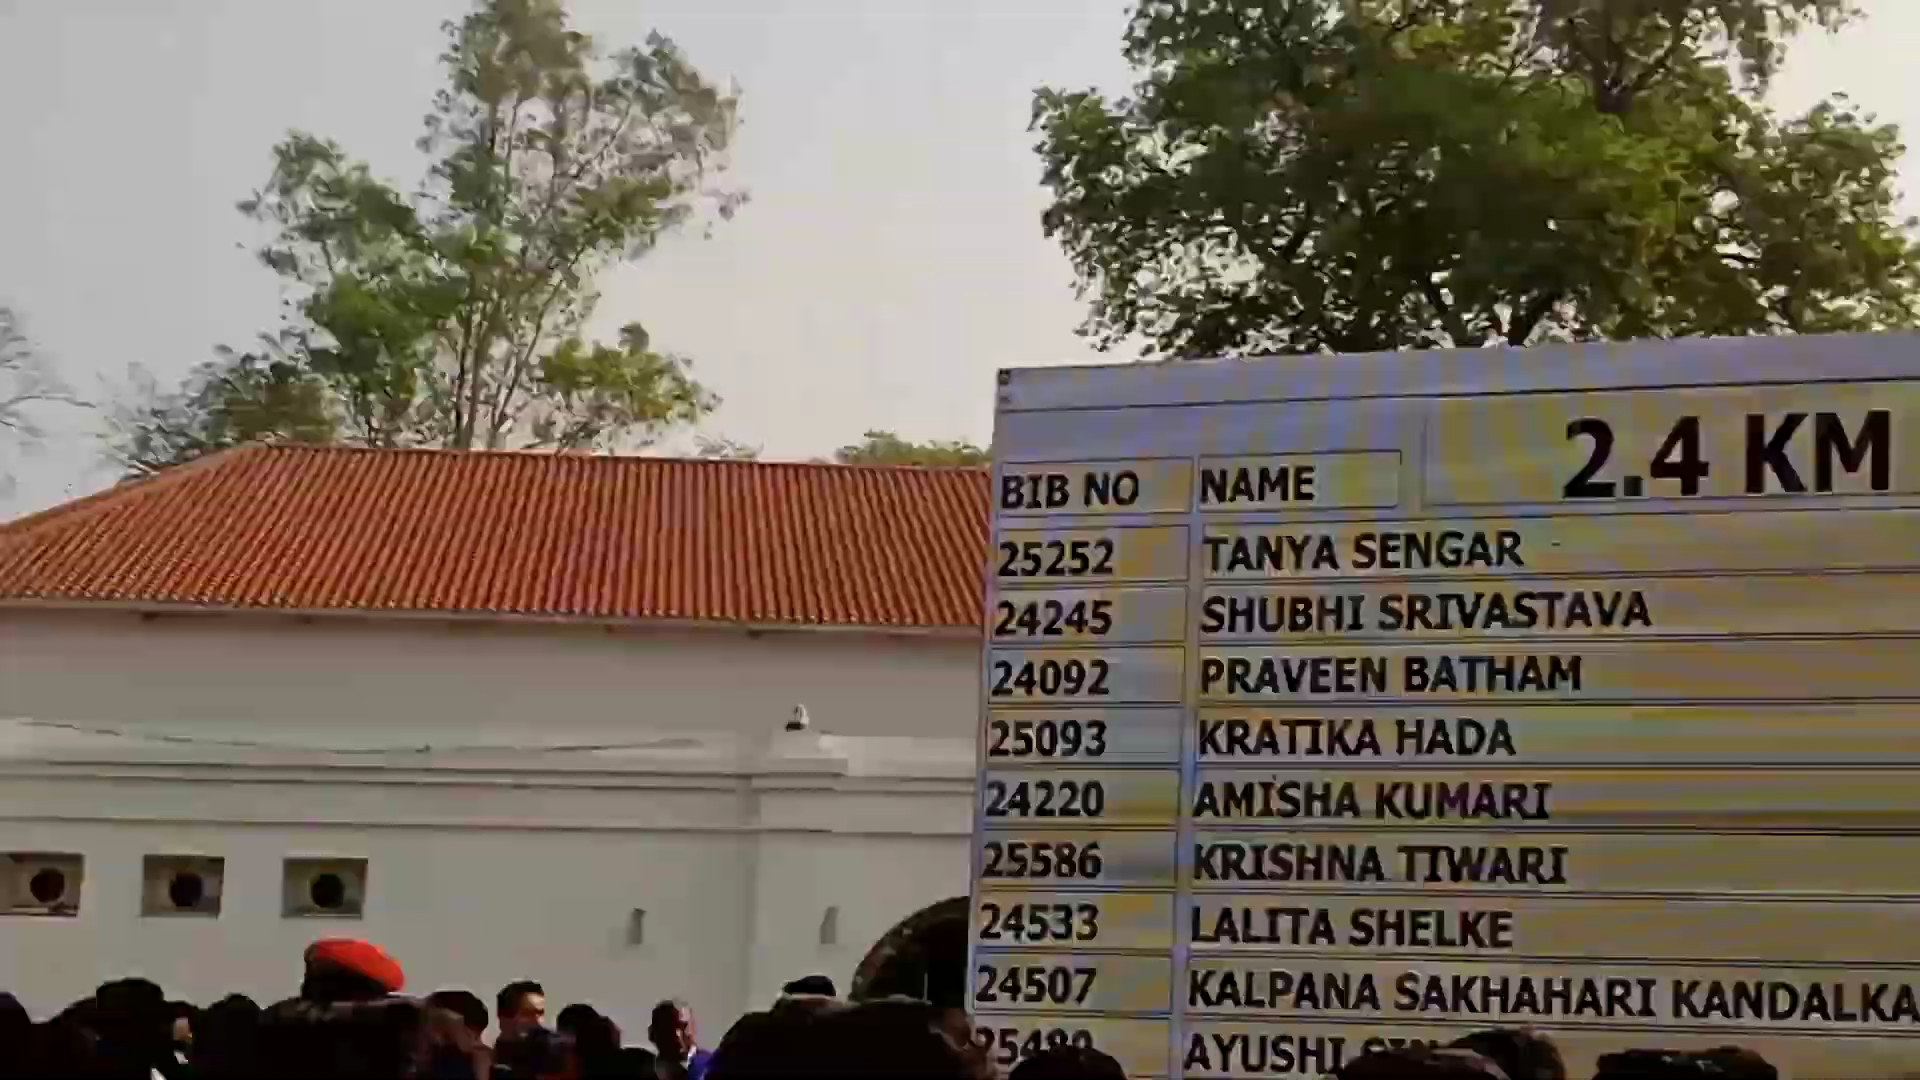 2.4 KM
BIB NO NAME
25252 TANYA SENGAR
24245 SHUBHI SRIVASTAVA
24092 PRAVEEN BATHAM
25093 KRATIKA HADA
24220 AMISHA KUMARI
25586 KRISHNA TIWARI
24533 LALITA SHELKE
24507 KALPANA SAKHAHARI KANDALKA
AYUSHI